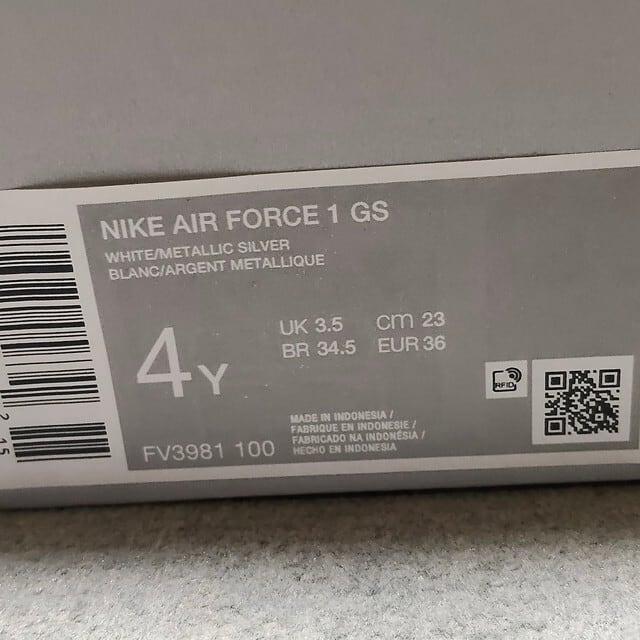 NIKE AIR FORCE 1 GS
WHITE/METALLIC SILVER
BLANC/ARGENT METALLIQUE
4Y
UK 3.5 cm 23
BR 34.5 EUR 36
RFID
MADE IN INDONESIA /
FABRIQUE EN INDONESIE /
FABRICADO NA INDONÉSIA /
HECHO EN INDONESIA
FV3981 100